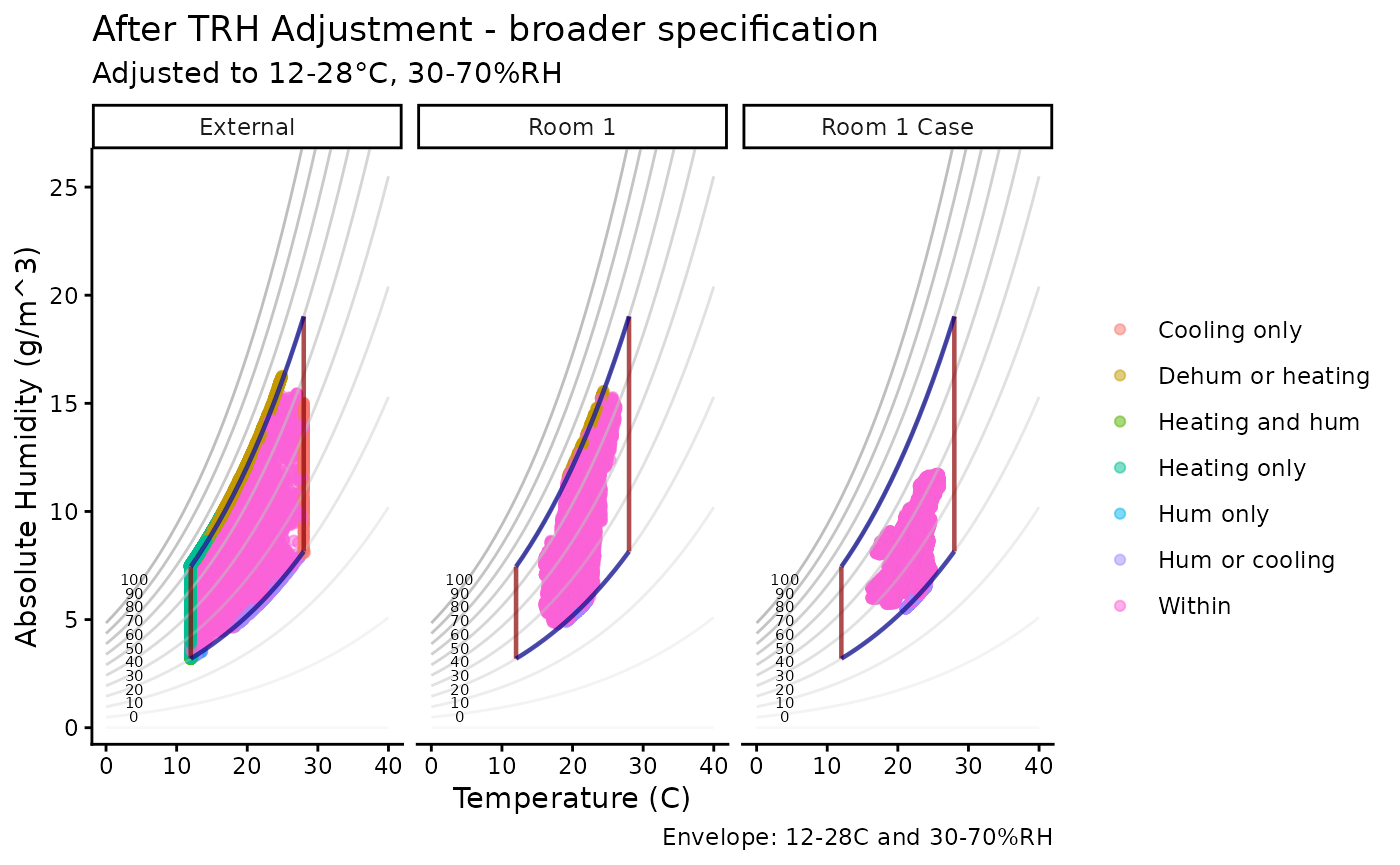 After TRH Adjustment - broader specification
Adjusted to 12-28°C, 30-70%RH
External
Room 1
Room 1 Case
Absolute Humidity (g/m^3)
25
20
15
10
5
0
100
90
80
70
60
50
40
30
20
10
0
100
90
80
70
60
50
40
30
20
10
0
100
90
80
70
60
50
40
30
20
10
0
0 10 20 30 40
0 10 20 30 40
0 10 20 30 40
Temperature (C)
Envelope: 12-28C and 30-70%RH
Cooling only
Dehum or heating
Heating and hum
Heating only
Hum only
Hum or cooling
Within